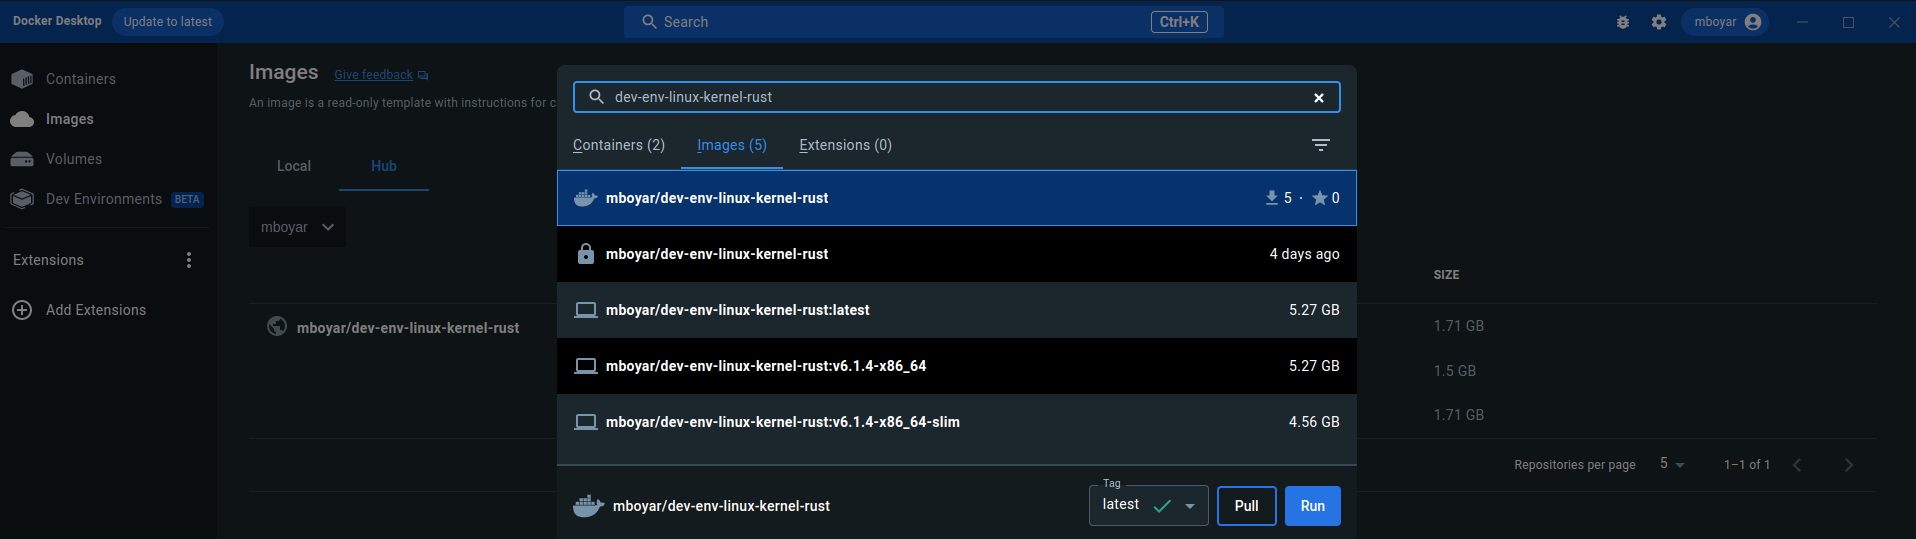 Docker Desktop Update to latest Search Ctrl+K mboyar
Containers
Images
Volumes
Dev Environments BETA
Extensions
Add Extensions
Images Give feedback
An image is a read-only template with instructions for c
Local Hub
mboyar
SIZE
mboyar/dev-env-linux-kernel-rust 1.71 GB
1.5 GB
1.71 GB
Repositories per page 5 1–1 of 1
dev-env-linux-kernel-rust
Containers (2) Images (5) Extensions (0)
mboyar/dev-env-linux-kernel-rust 5 · 0
mboyar/dev-env-linux-kernel-rust 4 days ago
mboyar/dev-env-linux-kernel-rust:latest 5.27 GB
mboyar/dev-env-linux-kernel-rust:v6.1.4-x86_64 5.27 GB
mboyar/dev-env-linux-kernel-rust:v6.1.4-x86_64-slim 4.56 GB
Tag
mboyar/dev-env-linux-kernel-rust latest Pull Run